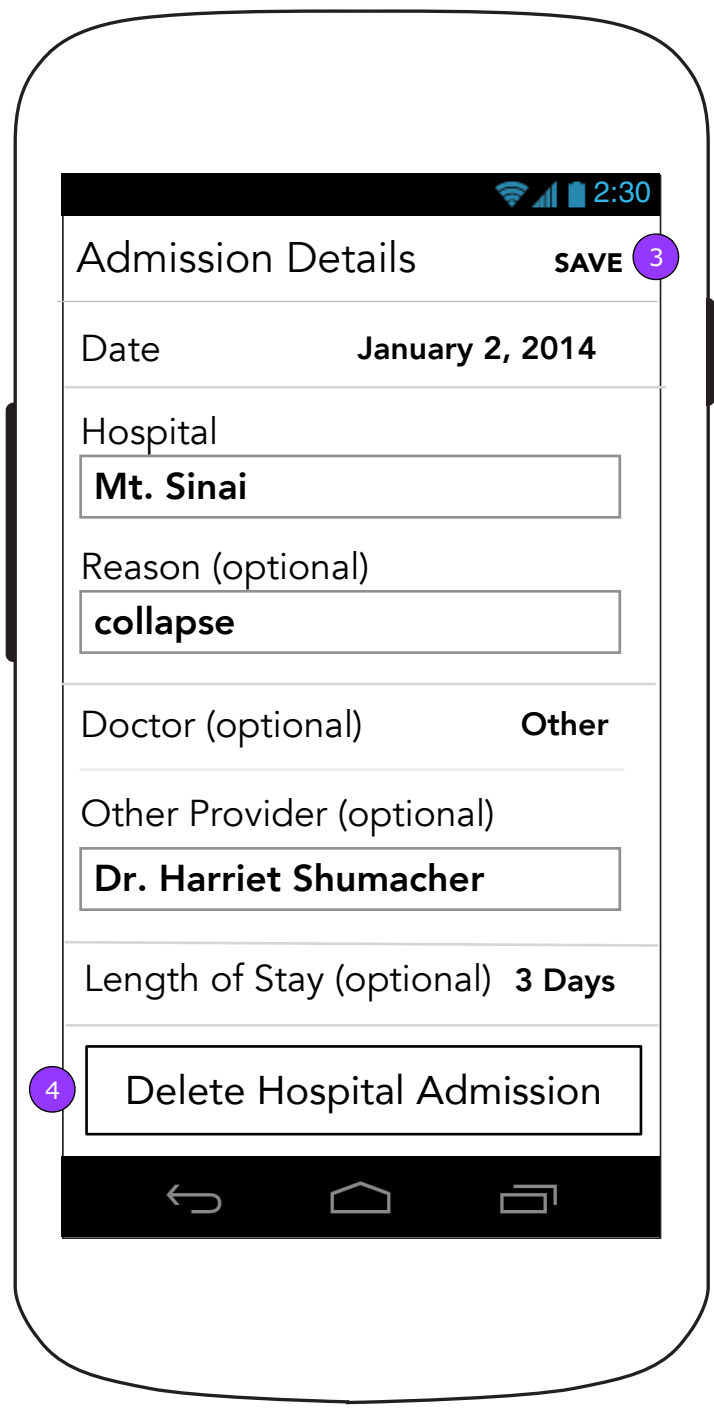 2:30
Admission Details SAVE 3
Date January 2, 2014
Hospital
Mt. Sinai
Reason (optional)
collapse
Doctor (optional) Other
Other Provider (optional)
Dr. Harriet Shumacher
Length of Stay (optional) 3 Days
4 Delete Hospital Admission